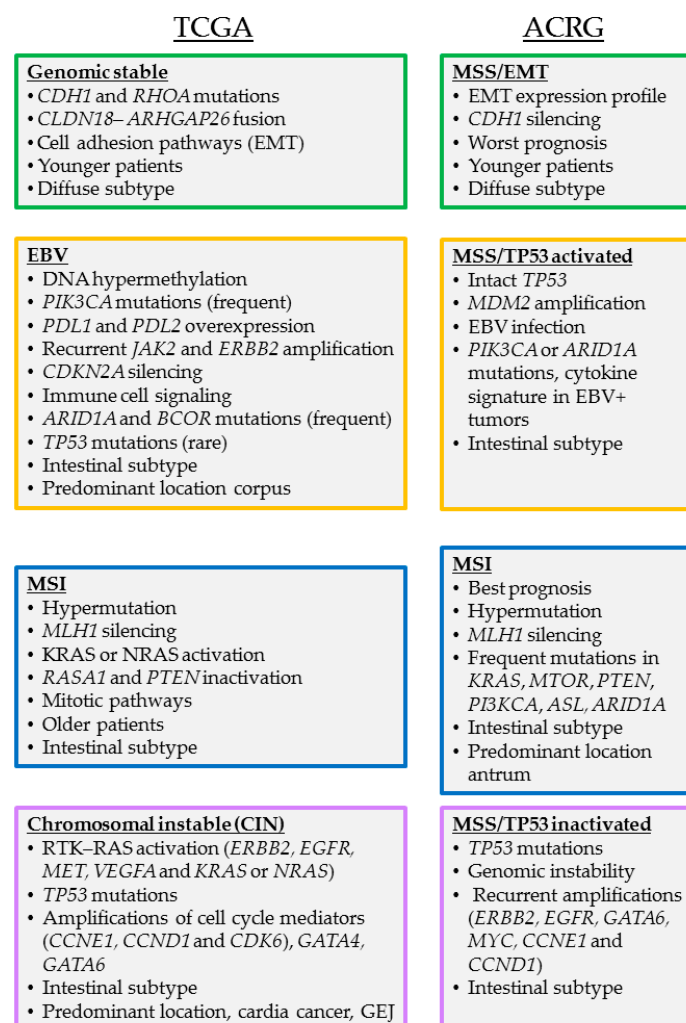 TCGA
Genomic stable
• CDH1 and RHOA mutations
• CLDN18– ARHGAP26 fusion
• Cell adhesion pathways (EMT)
• Younger patients
• Diffuse subtype
EBV
• DNA hypermethylation
• PIK3CA mutations (frequent)
• PDL1 and PDL2 overexpression
• Recurrent JAK2 and ERBB2 amplification
• CDKN2A silencing
• Immune cell signaling
• ARID1A and BCOR mutations (frequent)
• TP53 mutations (rare)
• Intestinal subtype
• Predominant location corpus
MSI
• Hypermutation
• MLH1 silencing
• KRAS or NRAS activation
• RASA1 and PTEN inactivation
• Mitotic pathways
• Older patients
• Intestinal subtype
Chromosomal instable (CIN)
• RTK–RAS activation (ERBB2, EGFR,
MET, VEGFA and KRAS or NRAS)
• TP53 mutations
• Amplifications of cell cycle mediators
(CCNE1, CCND1 and CDK6), GATA4,
GATA6
• Intestinal subtype
• Predominant location, cardia cancer, GEJ
ACRG
MSS/EMT
• EMT expression profile
• CDH1 silencing
• Worst prognosis
• Younger patients
• Diffuse subtype
MSS/TP53 activated
• Intact TP53
• MDM2 amplification
• EBV infection
• PIK3CA or ARID1A
mutations, cytokine
signature in EBV+
tumors
• Intestinal subtype
MSI
• Best prognosis
• Hypermutation
• MLH1 silencing
• Frequent mutations in
KRAS, MTOR, PTEN,
PI3KCA, ASL, ARID1A
• Intestinal subtype
• Predominant location
antrum
MSS/TP53 inactivated
• TP53 mutations
• Genomic instability
• Recurrent amplifications
(ERBB2, EGFR, GATA6,
MYC, CCNE1 and
CCND1)
• Intestinal subtype